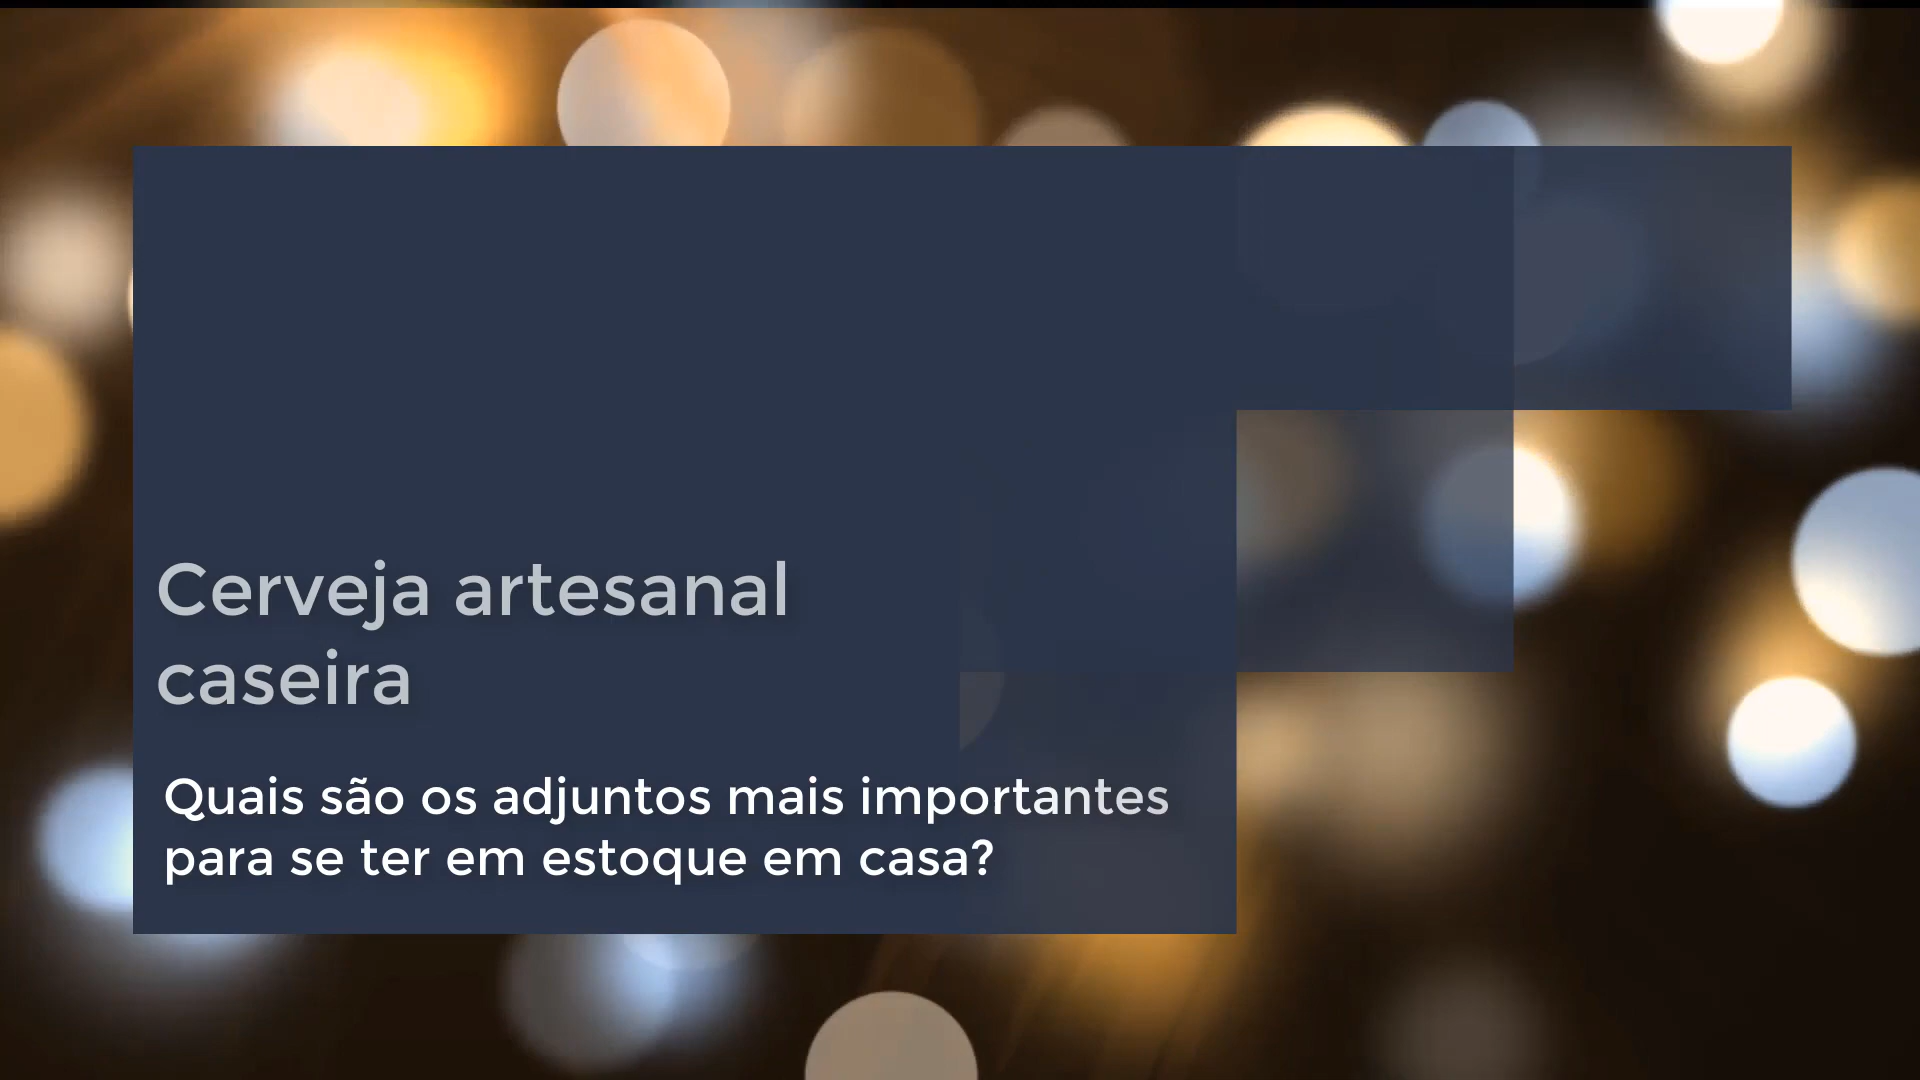 Cerveja artesanal
caseira
Quais são os adjuntos mais importantes
para se ter em estoque em casa?